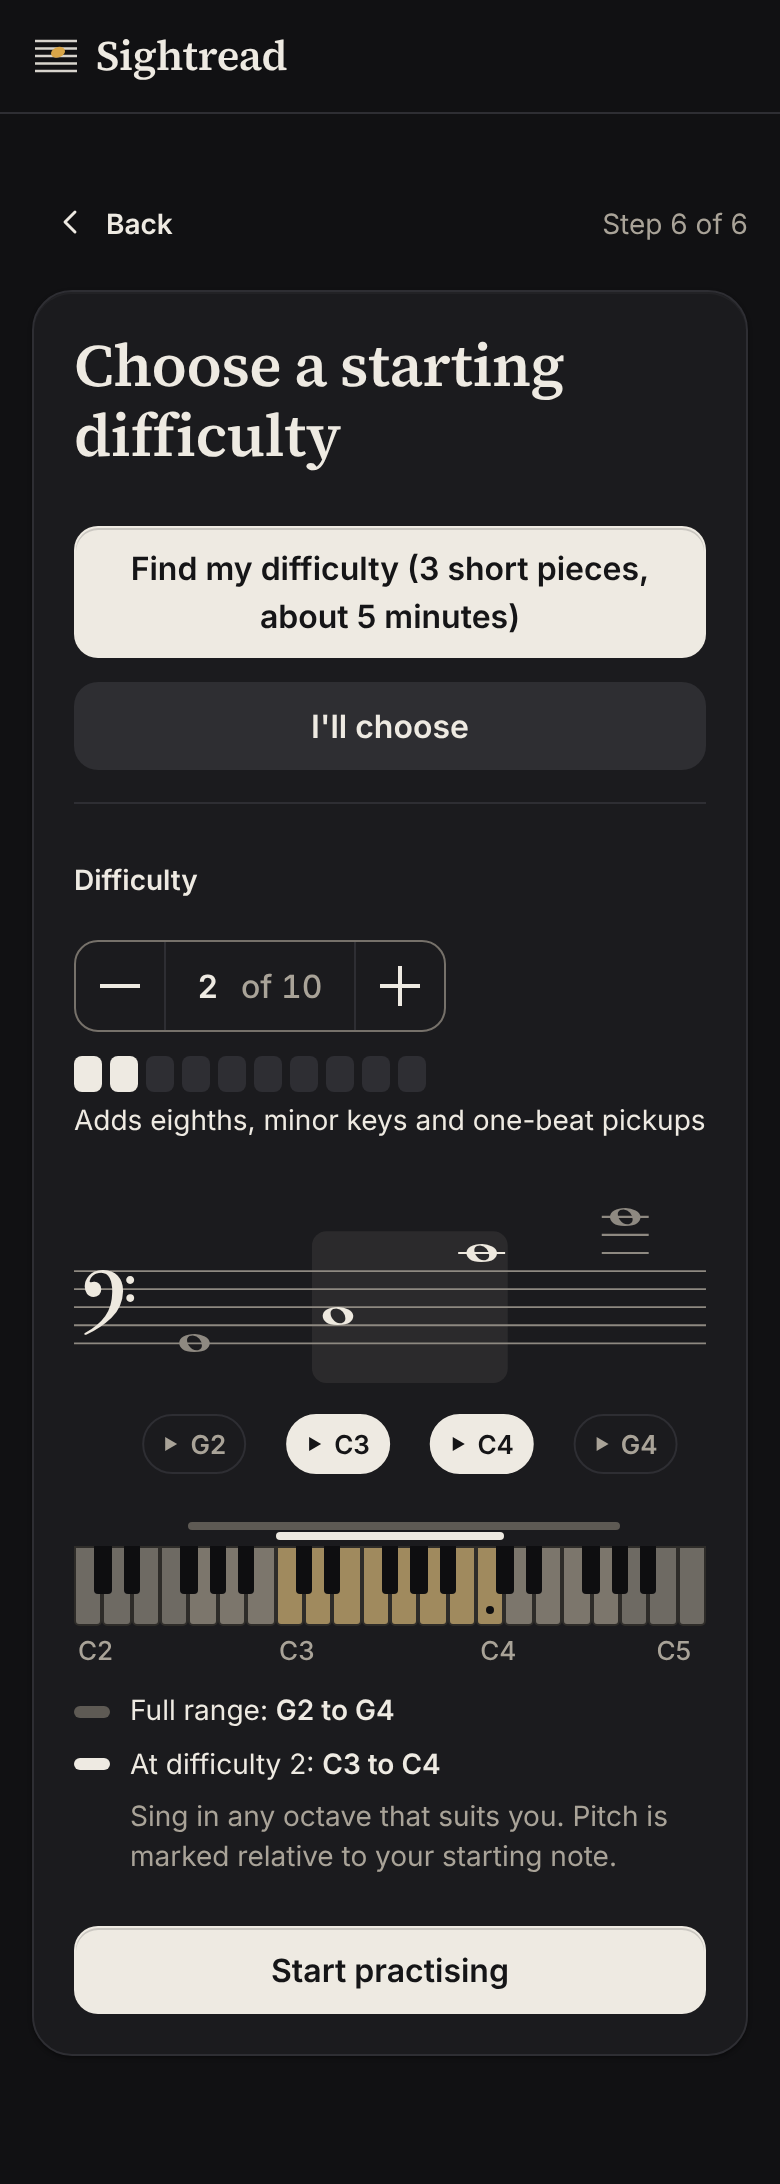 Sightread
Back
Step 6 of 6
Choose a starting
difficulty
Find my difficulty (3 short pieces,
about 5 minutes)
I'll choose
Difficulty
2 of 10
Adds eighths, minor keys and one-beat pickups
G2 C3 C4 G4
C2 C3 C4 C5
Full range: G2 to G4
At difficulty 2: C3 to C4
Sing in any octave that suits you. Pitch is
marked relative to your starting note.
Start practising